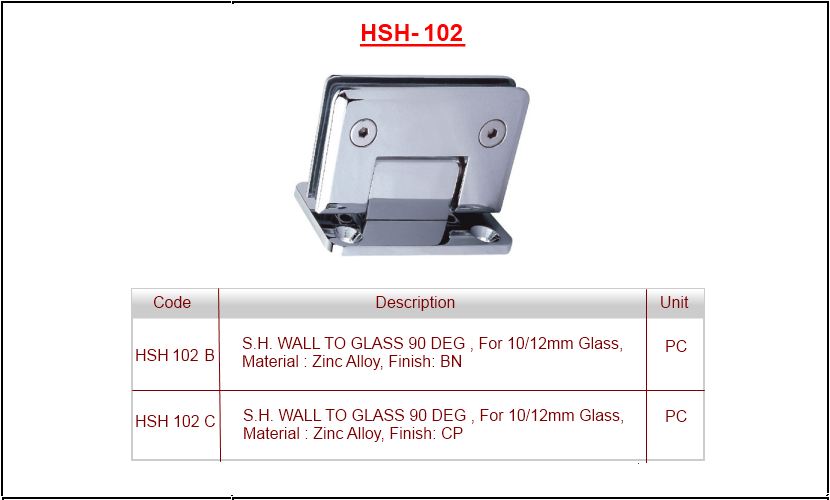 HSH- 102
Code Description Unit
HSH 102 B
S.H. WALL TO GLASS 90 DEG , For 10/12mm Glass,
Material : Zinc Alloy, Finish: BN
PC
HSH 102 C
S.H. WALL TO GLASS 90 DEG , For 10/12mm Glass,
Material : Zinc Alloy, Finish: CP
PC